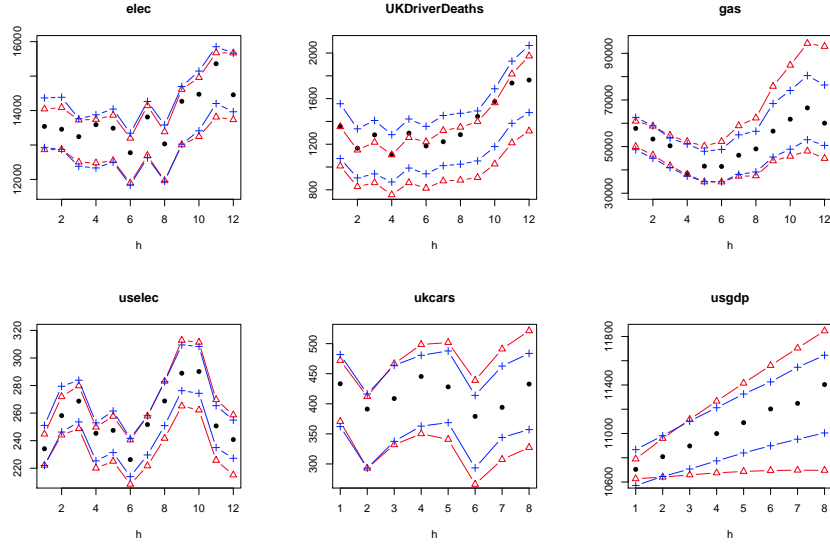 elec
16000
14000
12000
2 4 6 8 10 12
h
UKDriverDeaths
2000
1600
1200
800
2 4 6 8 10 12
h
gas
90000
70000
50000
30000
2 4 6 8 10 12
h
uselec
320
300
280
260
240
220
2 4 6 8 10 12
h
ukcars
500
450
400
350
300
1 2 3 4 5 6 7 8
h
usgdp
11800
11400
11000
10600
1 2 3 4 5 6 7 8
h